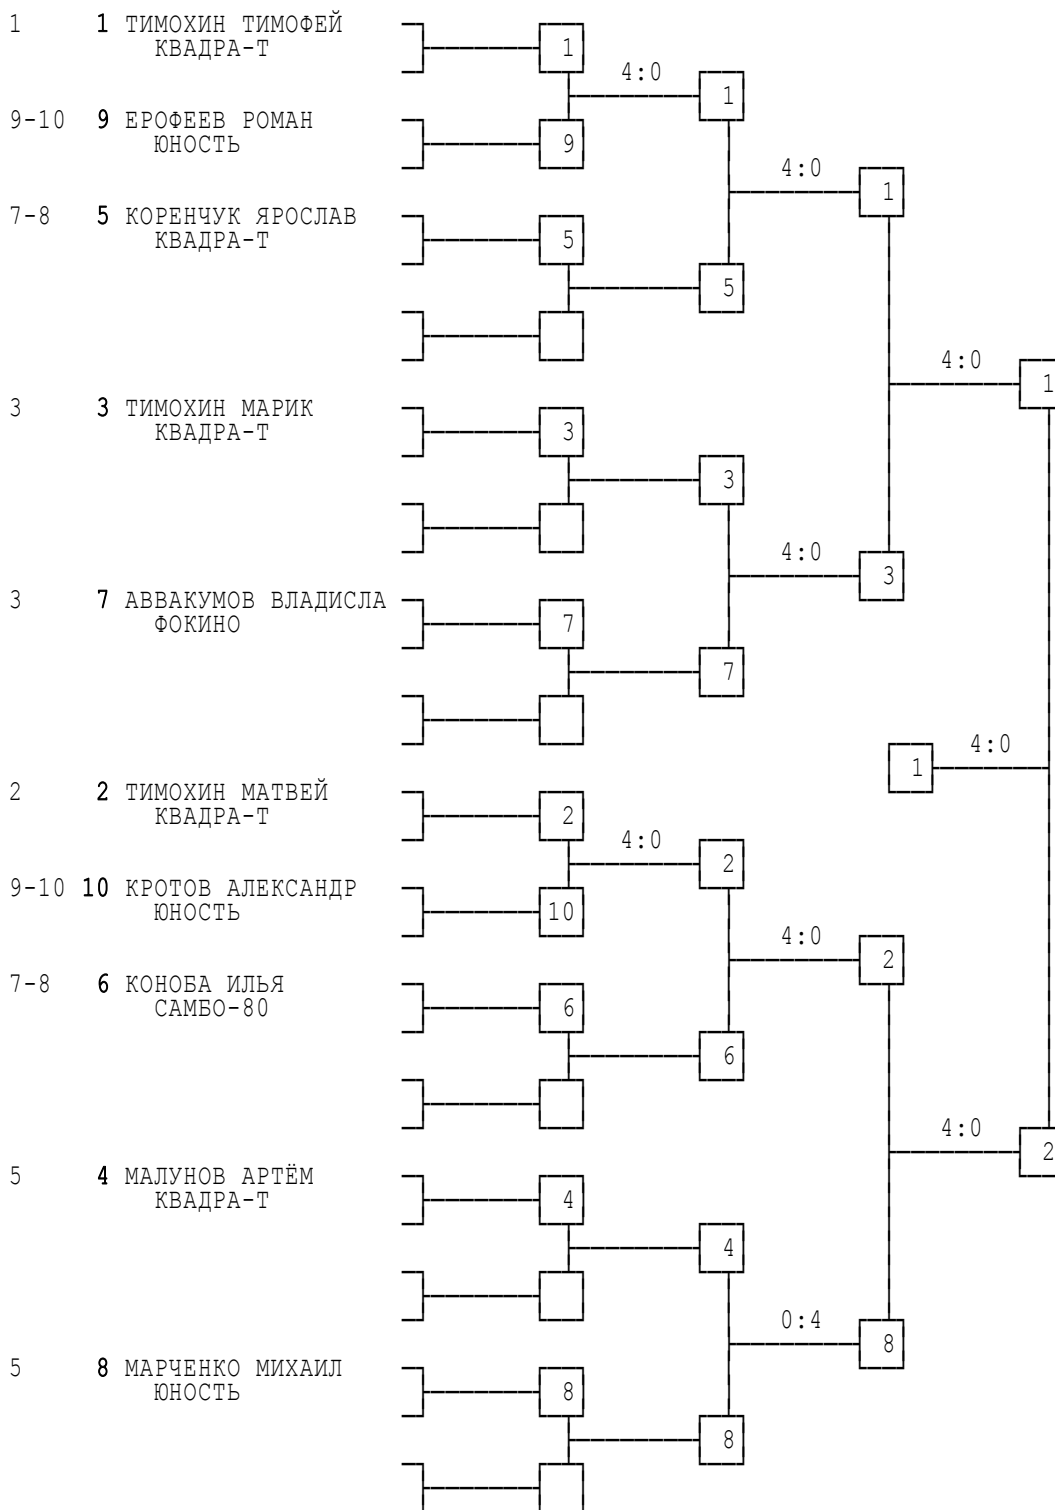 1 1 ТИМОХИН ТИМОФЕЙ
КВАДРА-Т
1
4:0
1
9-10 9 ЕРОФЕЕВ РОМАН
ЮНОСТЬ
9
4:0
1
7-8 5 КОРЕНЧУК ЯРОСЛАВ
КВАДРА-Т
5
5
4:0
1
3 3 ТИМОХИН МАРИК
КВАДРА-Т
3
3
4:0
3
3 7 АВВАКУМОВ ВЛАДИСЛА
ФОКИНО
7
7
4:0
1
2 2 ТИМОХИН МАТВЕЙ
КВАДРА-Т
2
4:0
2
9-10 10 КРОТОВ АЛЕКСАНДР
ЮНОСТЬ
10
4:0
2
7-8 6 КОНОБА ИЛЬЯ
САМБО-80
6
6
4:0
2
5 4 МАЛУНОВ АРТЁМ
КВАДРА-Т
4
4
0:4
8
5 8 МАРЧЕНКО МИХАИЛ
ЮНОСТЬ
8
8